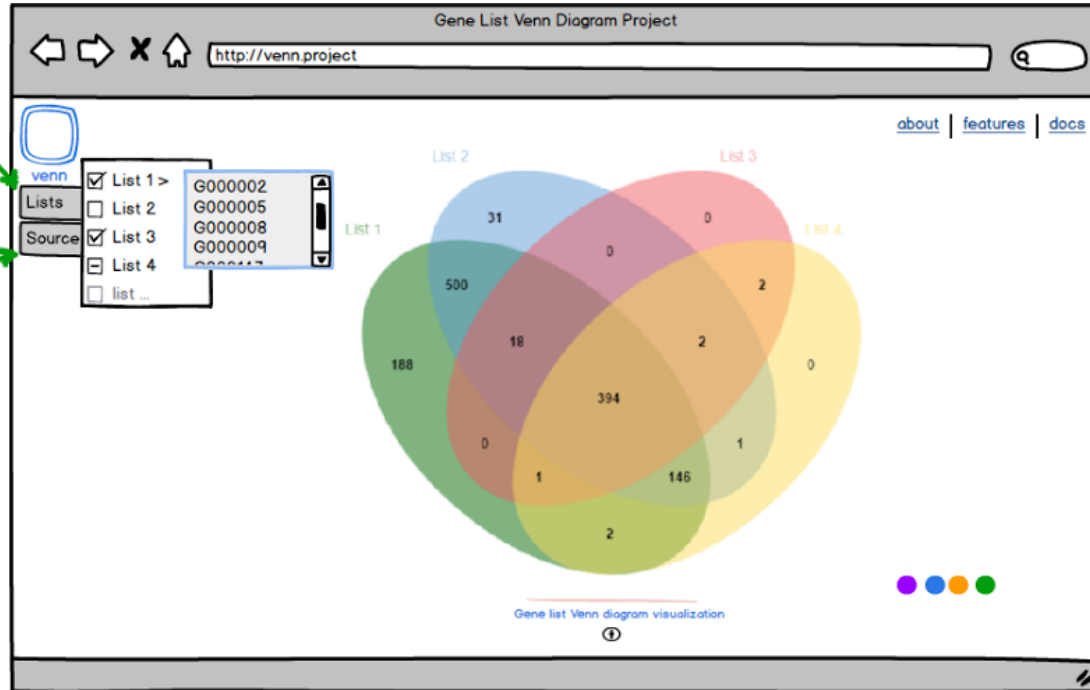 Gene List Venn Diagram Project
http://venn.project
about | features | docs
venn
Lists
Source
List 1 >
List 2
List 3
List 4
list ...
G000002
G000005
G000008
G000009
List 1
List 2
List 3
List 4
31
0
0
500
2
18
2
188
0
394
0
1
1
146
2
Gene list Venn diagram visualization